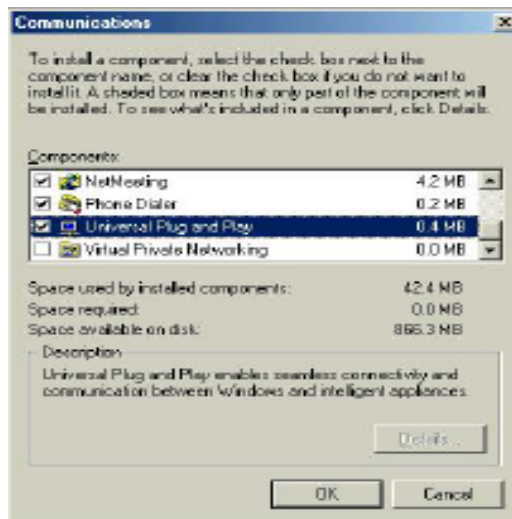 Communications
To install a component, select the check box next to the
component name, or clear the check box if you do not want to
install it. A shaded box means that only part of the component will
be installed. To see what's included in a component, click Details.
Components:
NetMeeting 4.2 MB
Phone Dialer 0.2 MB
Universal Plug and Play 0.4 MB
Virtual Private Networking 0.0 MB
Space used by installed components: 42.4 MB
Space required: 0.0 MB
Space available on disk: 866.3 MB
Description
Universal Plug and Play enables seamless connectivity and
communication between Windows and intelligent appliances.
Details...
OK Cancel